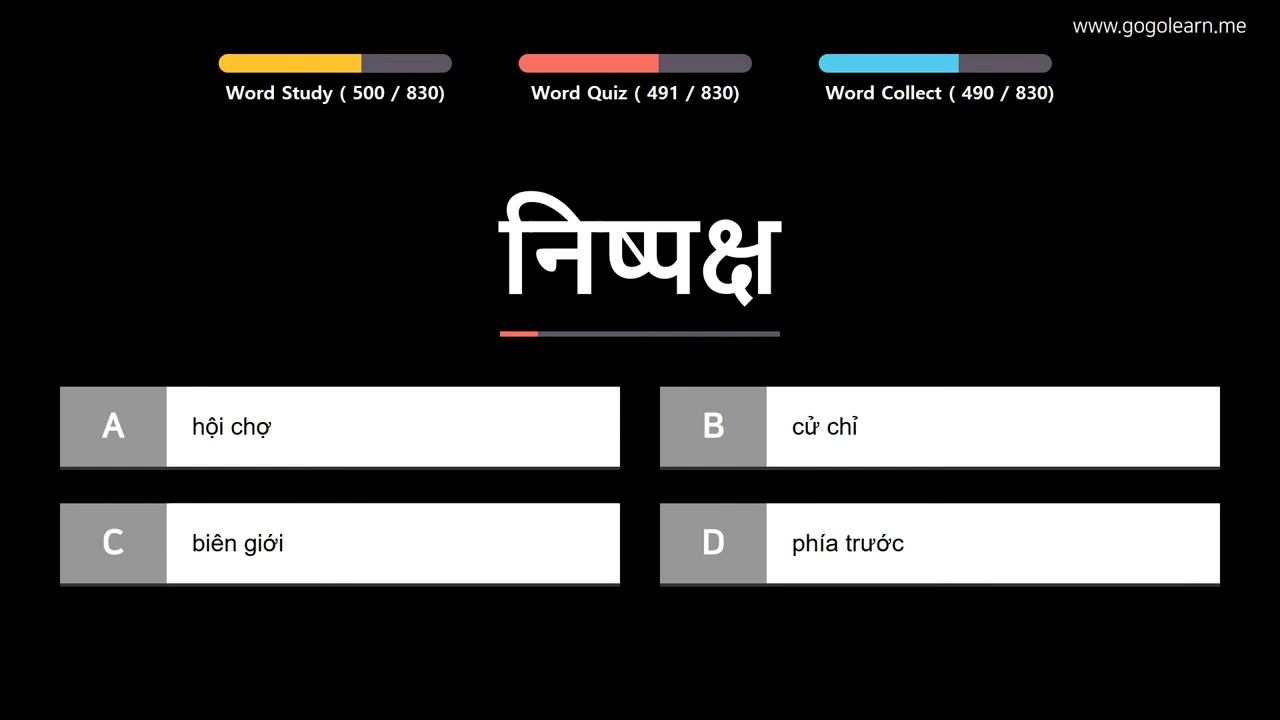 www.gogolearn.me
Word Study ( 500 / 830)
Word Quiz ( 491 / 830)
Word Collect ( 490 / 830)
निष्पक्ष
A hội chợ
B cử chỉ
C biên giới
D phía trước